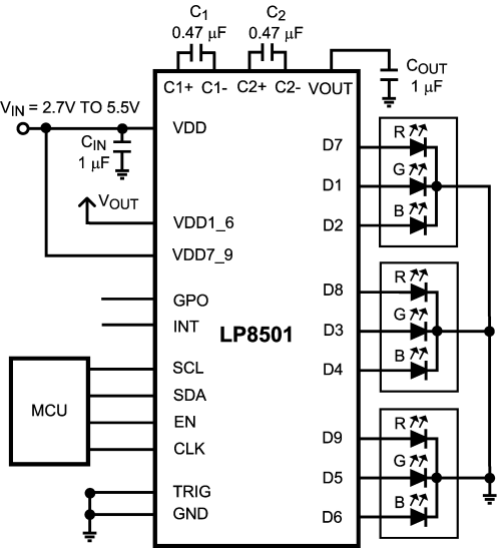 C1 C2
0.47 µF 0.47 µF
COUT
1 µF
C1+ C1- C2+ C2- VOUT
VIN = 2.7V TO 5.5V
VDD
CIN
1 µF
VOUT
VDD1_6
VDD7_9
GPO
INT
LP8501
MCU
SCL
SDA
EN
CLK
TRIG
GND
D7 R
D1 G
D2 B
D8 R
D3 G
D4 B
D9 R
D5 G
D6 B